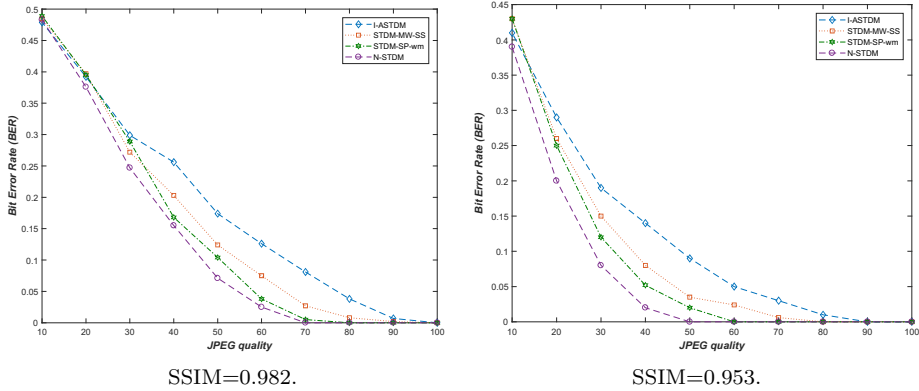 0.5
0.45
0.4
0.35
0.3
0.25
0.2
0.15
0.1
0.05
0
10 20 30 40 50 60 70 80 90 100
Bit Error Rate (BER)
JPEG quality
I-ASTDM
STDM-MW-SS
STDM-SP-wm
N-STDM
SSIM=0.982.
0.45
0.4
0.35
0.3
0.25
0.2
0.15
0.1
0.05
0
10 20 30 40 50 60 70 80 90 100
Bit Error Rate (BER)
JPEG quality
I-ASTDM
STDM-MW-SS
STDM-SP-wm
N-STDM
SSIM=0.953.